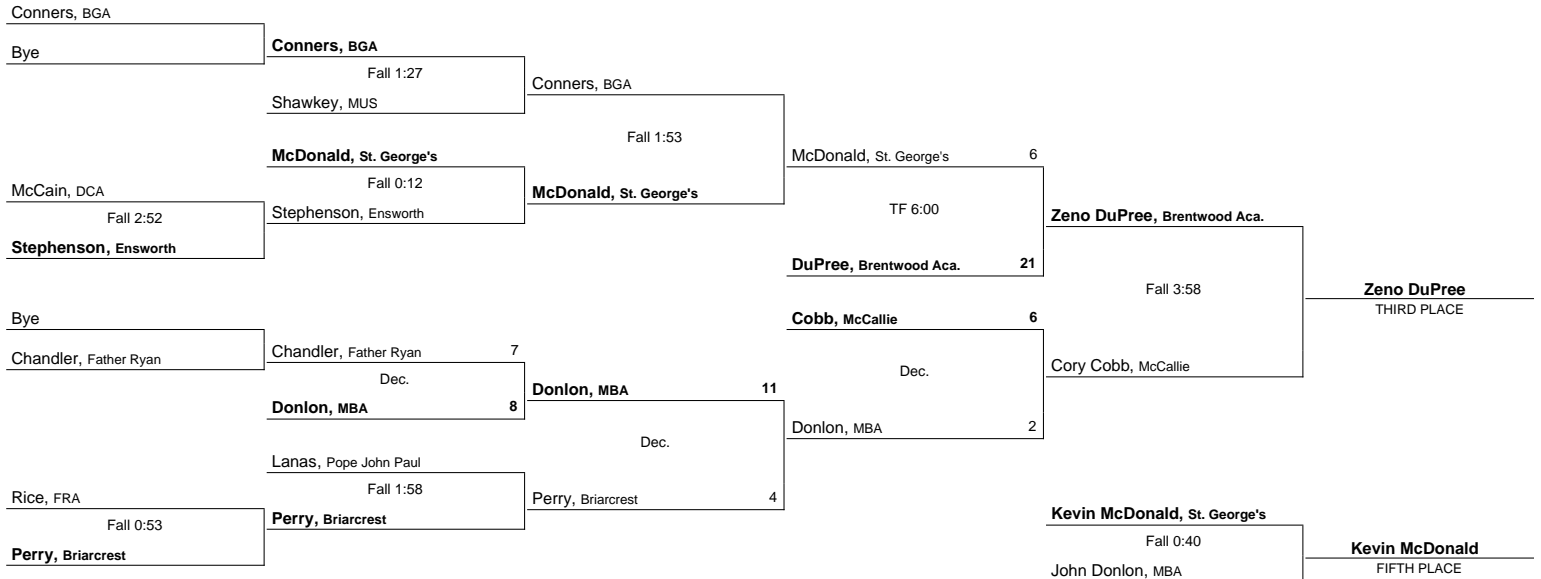 Conners, BGA
Bye
McCain, DCA
Fall 2:52
Stephenson, Ensworth
Bye
Chandler, Father Ryan
Rice, FRA
Fall 0:53
Perry, Briarcrest
Conners, BGA
Fall 1:27
Shawkey, MUS
McDonald, St. George's
Fall 0:12
Stephenson, Ensworth
Chandler, Father Ryan 7
Dec.
Donlon, MBA 8
Lanas, Pope John Paul
Fall 1:58
Perry, Briarcrest
Conners, BGA
Fall 1:53
McDonald, St. George's
Donlon, MBA 11
Dec.
Perry, Briarcrest 4
McDonald, St. George's 6
TF 6:00
DuPree, Brentwood Aca. 21
Cobb, McCallie 6
Dec.
Donlon, MBA 2
Zeno DuPree, Brentwood Aca.
Fall 3:58
Cory Cobb, McCallie
Zeno DuPree
THIRD PLACE
Kevin McDonald, St. George's
Fall 0:40
John Donlon, MBA
Kevin McDonald
FIFTH PLACE